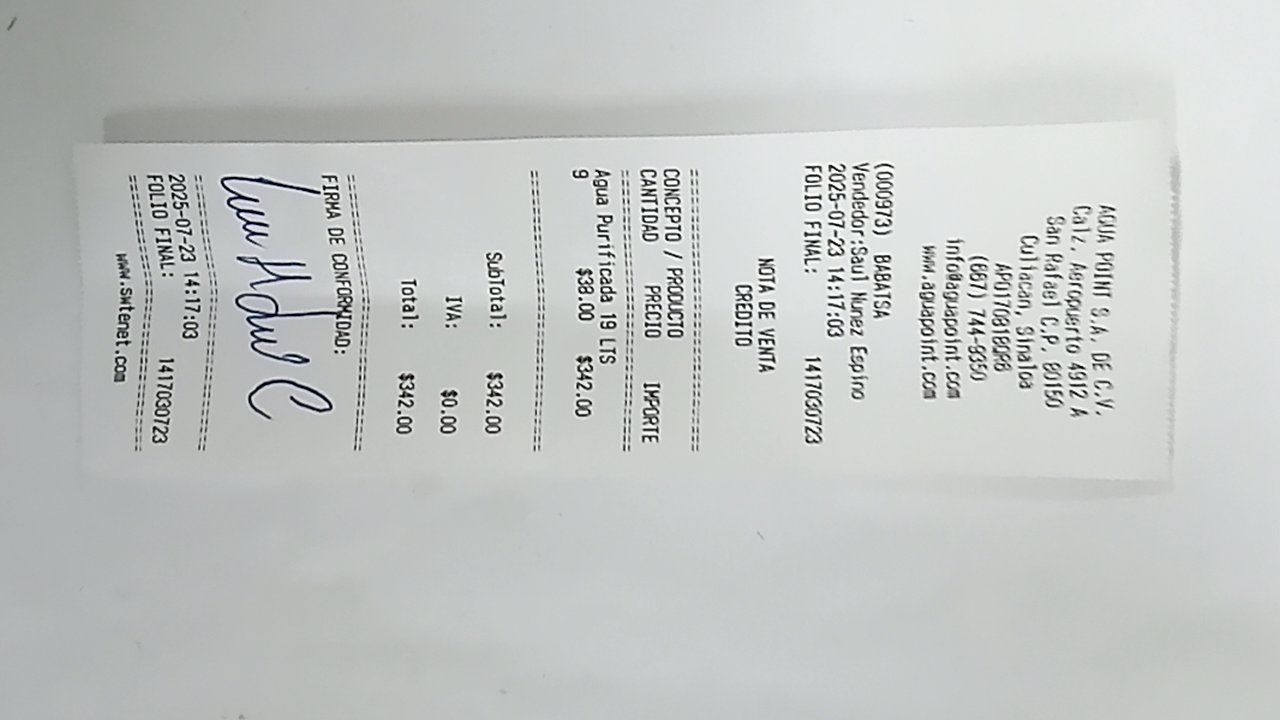 AGUA POINT S.A. DE C.V.
Calz. Aeropuerto 4912 A
San Rafael C.P. 80150
Culiacan, Sinaloa
(667) 744-9350
info@aguapoint.com
www.aguapoint.com
(000973) BABATSA
Vendedor:Saul Nunez Espino
2025-07-23 14:17:03
FOLIO FINAL: 1417030723
NOTA DE VENTA
CREDITO
===========================
CONCEPTO / PRODUCTO
CANTIDAD PRECIO IMPORTE
===========================
Agua Purificada 19 LTS
9 $38.00 $342.00
===========================
SubTotal: $342.00
IVA: $0.00
Total: $342.00
===========================
FIRMA DE CONFORMIDAD:
===========================
2025-07-23 14:17:03
FOLIO FINAL: 1417030723
===========================
www.swtenet.com